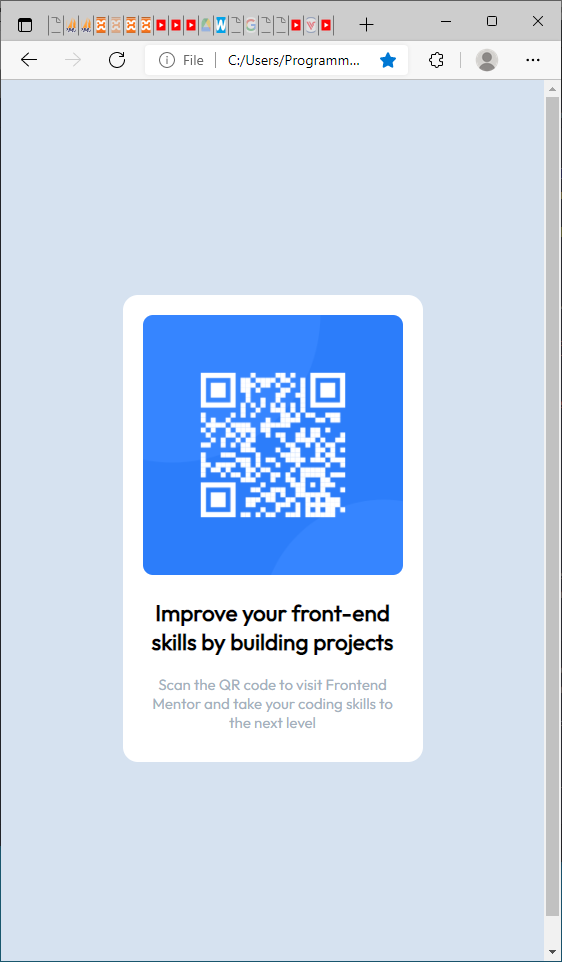 File
C:/Users/Programm...
Improve your front-end
skills by building projects
Scan the QR code to visit Frontend
Mentor and take your coding skills to
the next level